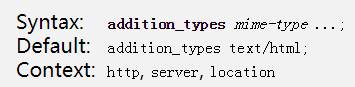 Syntax: addition_types mime-type ...;
Default: addition_types text/html;
Context: http, server, location